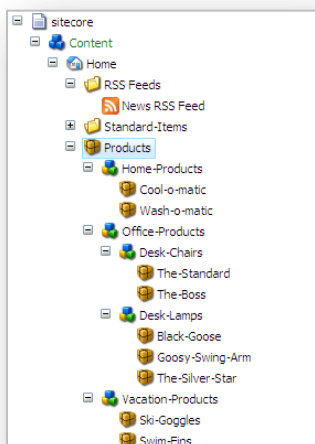 sitecore
Content
Home
RSS Feeds
News RSS Feed
Standard-Items
Products
Home-Products
Cool-o-matic
Wash-o-matic
Office-Products
Desk-Chairs
The-Standard
The-Boss
Desk-Lamps
Black-Goose
Goosy-Swing-Arm
The-Silver-Star
Vacation-Products
Ski-Goggles
Swim-Fins